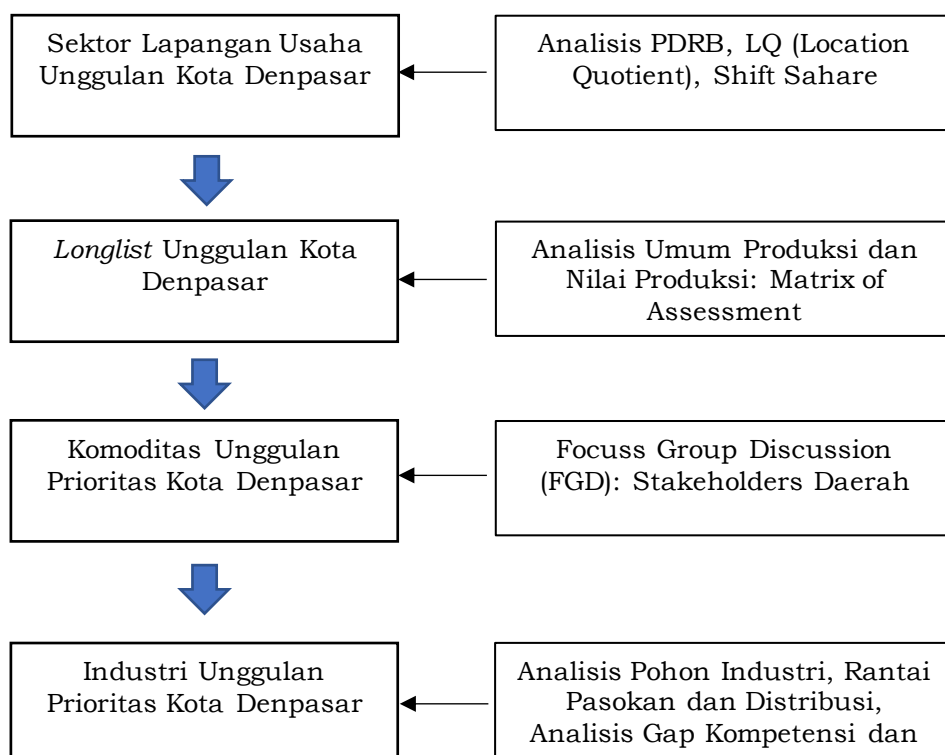 Sektor Lapangan Usaha
Unggulan Kota Denpasar
Analisis PDRB, LQ (Location
Quotient), Shift Sahare
Longlist Unggulan Kota
Denpasar
Analisis Umum Produksi dan
Nilai Produksi: Matrix of
Assessment
Komoditas Unggulan
Prioritas Kota Denpasar
Focuss Group Discussion
(FGD): Stakeholders Daerah
Industri Unggulan
Prioritas Kota Denpasar
Analisis Pohon Industri, Rantai
Pasokan dan Distribusi,
Analisis Gap Kompetensi dan